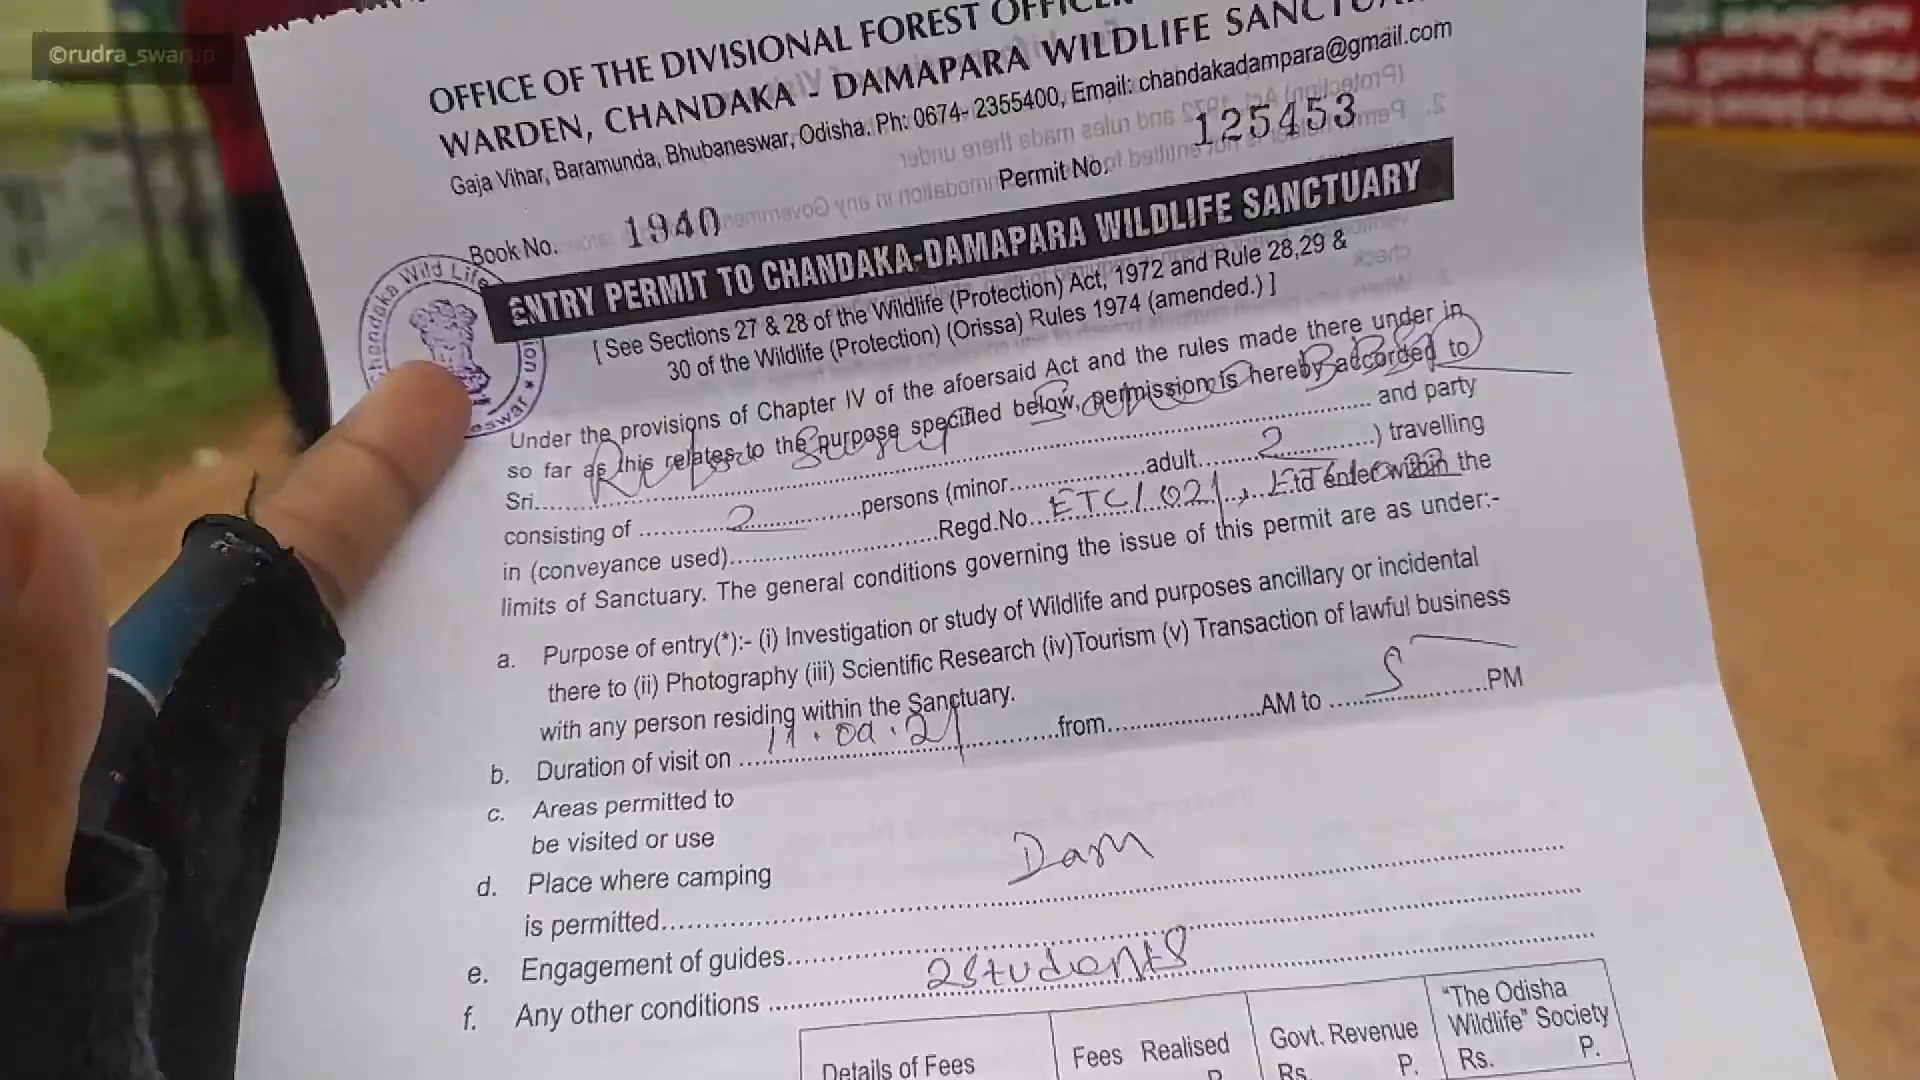 ©rudra_swarup
OFFICE OF THE DIVISIONAL FOREST OFFICER
WARDEN, CHANDAKA - DAMAPARA WILDLIFE SANCTUARY
Gaja Vihar, Baramunda, Bhubaneswar, Odisha. Ph: 0674- 2355400, Email: chandakadampara@gmail.com
Book No. 1940 Permit No. 125453
ENTRY PERMIT TO CHANDAKA-DAMAPARA WILDLIFE SANCTUARY
[ See Sections 27 & 28 of the Wildlife (Protection) Act, 1972 and Rule 28,29 &
30 of the Wildlife (Protection) (Orissa) Rules 1974 (amended.) ]
Chandaka Wild Life
Under the provisions of Chapter IV of the afoersaid Act and the rules made there under in
so far as this relates to the purpose specified below, permission is hereby accorded to
Sri.................... and party
consisting of ....2....persons (minor....adult....2....) travelling
in (conveyance used)....Regd.No...ETC/.021..., to enter within the
limits of Sanctuary. The general conditions governing the issue of this permit are as under:-
a. Purpose of entry(*):- (i) Investigation or study of Wildlife and purposes ancillary or incidental
there to (ii) Photography (iii) Scientific Research (iv)Tourism (v) Transaction of lawful business
with any person residing within the Sanctuary.
b. Duration of visit on ....from....AM to ....5....PM
c. Areas permitted to
be visited or use
d. Place where camping Dam
is permitted....
e. Engagement of guides....
f. Any other conditions ....2students
Details of Fees Fees Realised Govt. Revenue "The Odisha
Wildlife" Society
P. Rs. P. Rs. P.